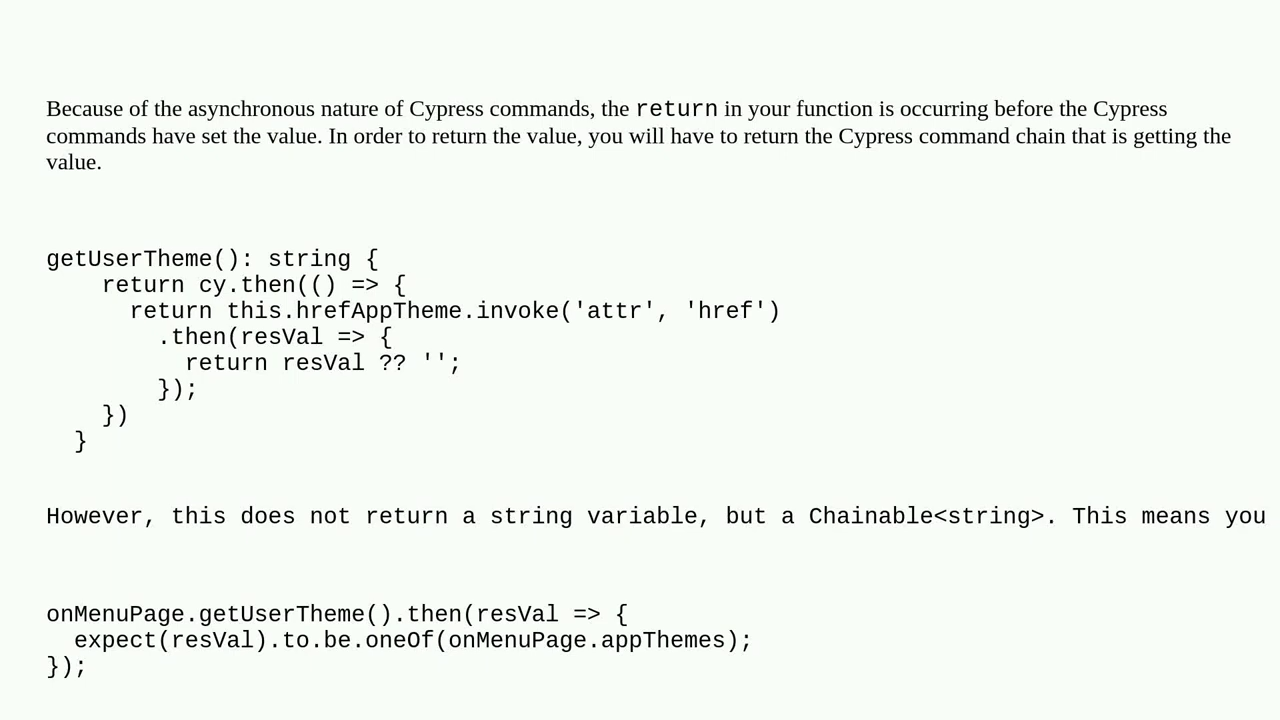 Because of the asynchronous nature of Cypress commands, the return in your function is occurring before the Cypress
commands have set the value. In order to return the value, you will have to return the Cypress command chain that is getting the
value.
getUserTheme(): string {
    return cy.then(() => {
      return this.hrefAppTheme.invoke('attr', 'href')
        .then(resVal => {
          return resVal ?? '';
        });
    })
  }
However, this does not return a string variable, but a Chainable<string>. This means you
onMenuPage.getUserTheme().then(resVal => {
  expect(resVal).to.be.oneOf(onMenuPage.appThemes);
});